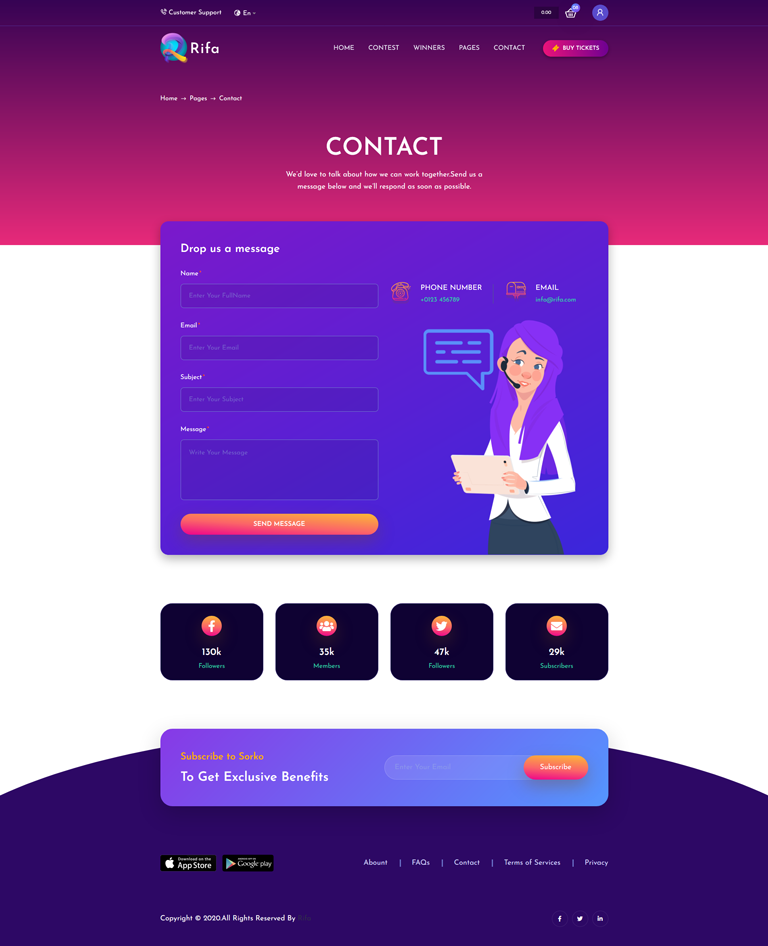 Customer Support En 0.00 08
Rifa HOME CONTEST WINNERS PAGES CONTACT BUY TICKETS
Home → Pages → Contact
CONTACT
We'd love to talk about how we can work together.Send us a
message below and we'll respond as soon as possible.
Drop us a message
Name*
Enter Your FullName
PHONE NUMBER
+0123 456789
EMAIL
info@rifa.com
Email*
Enter Your Email
Subject*
Enter Your Subject
Message*
Write Your Message
SEND MESSAGE
130k
Followers
35k
Members
47k
Followers
29k
Subscribers
Subscribe to Sorko
To Get Exclusive Benefits
Enter Your Email Subscribe
Download on the
App Store
Google play
Abount | FAQs | Contact | Terms of Services | Privacy
Copyright © 2020.All Rights Reserved By Rifa